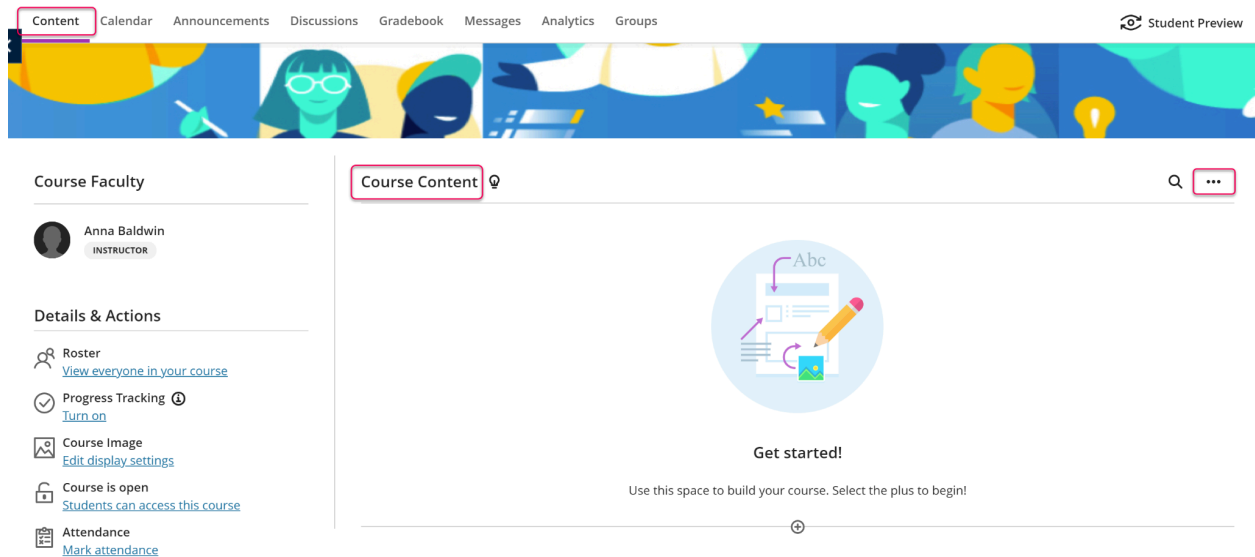 Content Calendar Announcements Discussions Gradebook Messages Analytics Groups Student Preview
Course Faculty
Anna Baldwin
INSTRUCTOR
Details & Actions
Roster
View everyone in your course
Progress Tracking
Turn on
Course Image
Edit display settings
Course is open
Students can access this course
Attendance
Mark attendance
Course Content
Abc
Get started!
Use this space to build your course. Select the plus to begin!